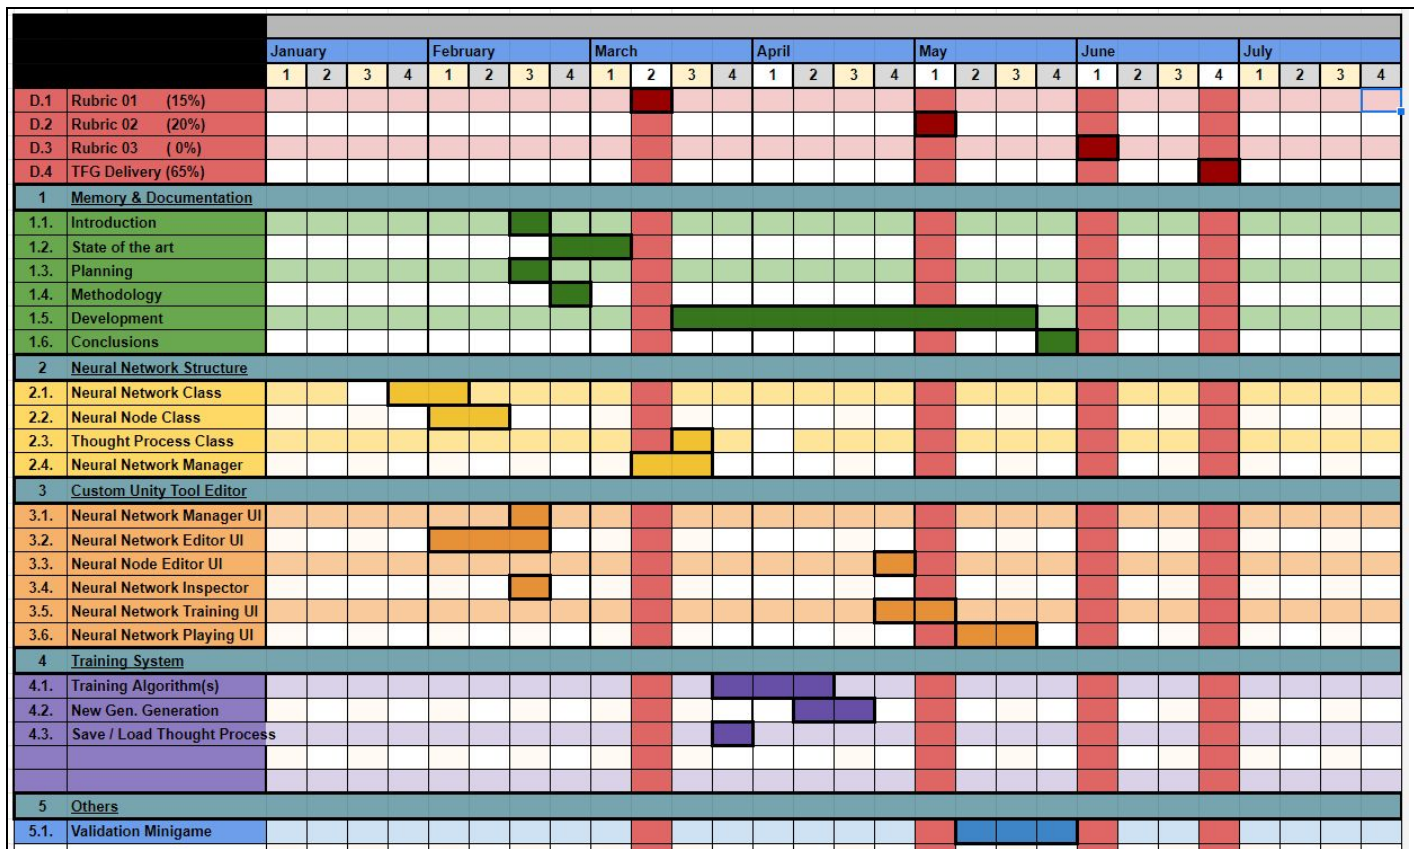 January February March April May June July
1 2 3 4 1 2 3 4 1 2 3 4 1 2 3 4 1 2 3 4 1 2 3 4 1 2 3 4
D.1 Rubric 01 (15%)
D.2 Rubric 02 (20%)
D.3 Rubric 03 ( 0%)
D.4 TFG Delivery (65%)
1 Memory & Documentation
1.1. Introduction
1.2. State of the art
1.3. Planning
1.4. Methodology
1.5. Development
1.6. Conclusions
2 Neural Network Structure
2.1. Neural Network Class
2.2. Neural Node Class
2.3. Thought Process Class
2.4. Neural Network Manager
3 Custom Unity Tool Editor
3.1. Neural Network Manager UI
3.2. Neural Network Editor UI
3.3. Neural Node Editor UI
3.4. Neural Network Inspector
3.5. Neural Network Training UI
3.6. Neural Network Playing UI
4 Training System
4.1. Training Algorithm(s)
4.2. New Gen. Generation
4.3. Save / Load Thought Process
5 Others
5.1. Validation Minigame